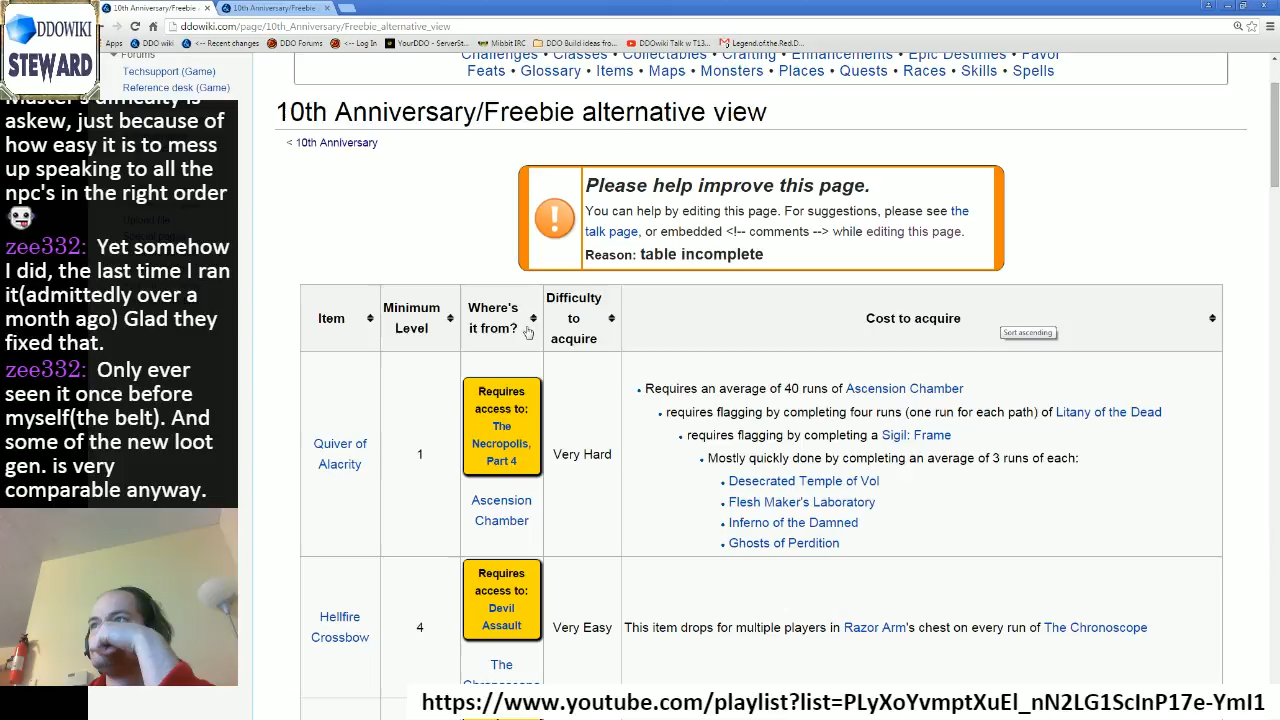 DDOWIKI
STEWARD
10th Anniversary/Freebie a
10th Anniversary/Freebie
ddowiki.com/page/10th_Anniversary/Freebie_alternative_view
Apps DDO wiki <-- Recent changes DDO Forums <-- Log In YourDDO - ServerSt... Mibbit IRC DDO Build ideas fro... DDOwiki Talk w T13... Legend.of.the.Red.D...
Forums
Techsupport (Game)
Reference desk (Game)
Challenges • Classes • Collectables • Crafting • Enhancements • Epic Destinies • Favor
Feats • Glossary • Items • Maps • Monsters • Places • Quests • Races • Skills • Spells
Master's difficulty is
askew, just because of
how easy it is to mess
up speaking to all the
npc's in the right order
zee332: Yet somehow
I did, the last time I ran
it(admittedly over a
month ago) Glad they
fixed that.
zee332: Only ever
seen it once before
myself(the belt). And
some of the new loot
gen. is very
comparable anyway.
10th Anniversary/Freebie alternative view
< 10th Anniversary
Please help improve this page.
You can help by editing this page. For suggestions, please see the
talk page, or embedded <!-- comments --> while editing this page.
Reason: table incomplete
Item
Minimum
Level
Where's
it from?
Difficulty
to
acquire
Cost to acquire
Sort ascending
Quiver of
Alacrity
1
Requires
access to:
The
Necropolis,
Part 4
Ascension
Chamber
Very Hard
• Requires an average of 40 runs of Ascension Chamber
• requires flagging by completing four runs (one run for each path) of Litany of the Dead
• requires flagging by completing a Sigil: Frame
• Mostly quickly done by completing an average of 3 runs of each:
• Desecrated Temple of Vol
• Flesh Maker's Laboratory
• Inferno of the Damned
• Ghosts of Perdition
Hellfire
Crossbow
4
Requires
access to:
Devil
Assault
The
Chronoscope
Very Easy
This item drops for multiple players in Razor Arm's chest on every run of The Chronoscope
https://www.youtube.com/playlist?list=PLyXoYvmptXuEl_nN2LG1ScInP17e-YmI1